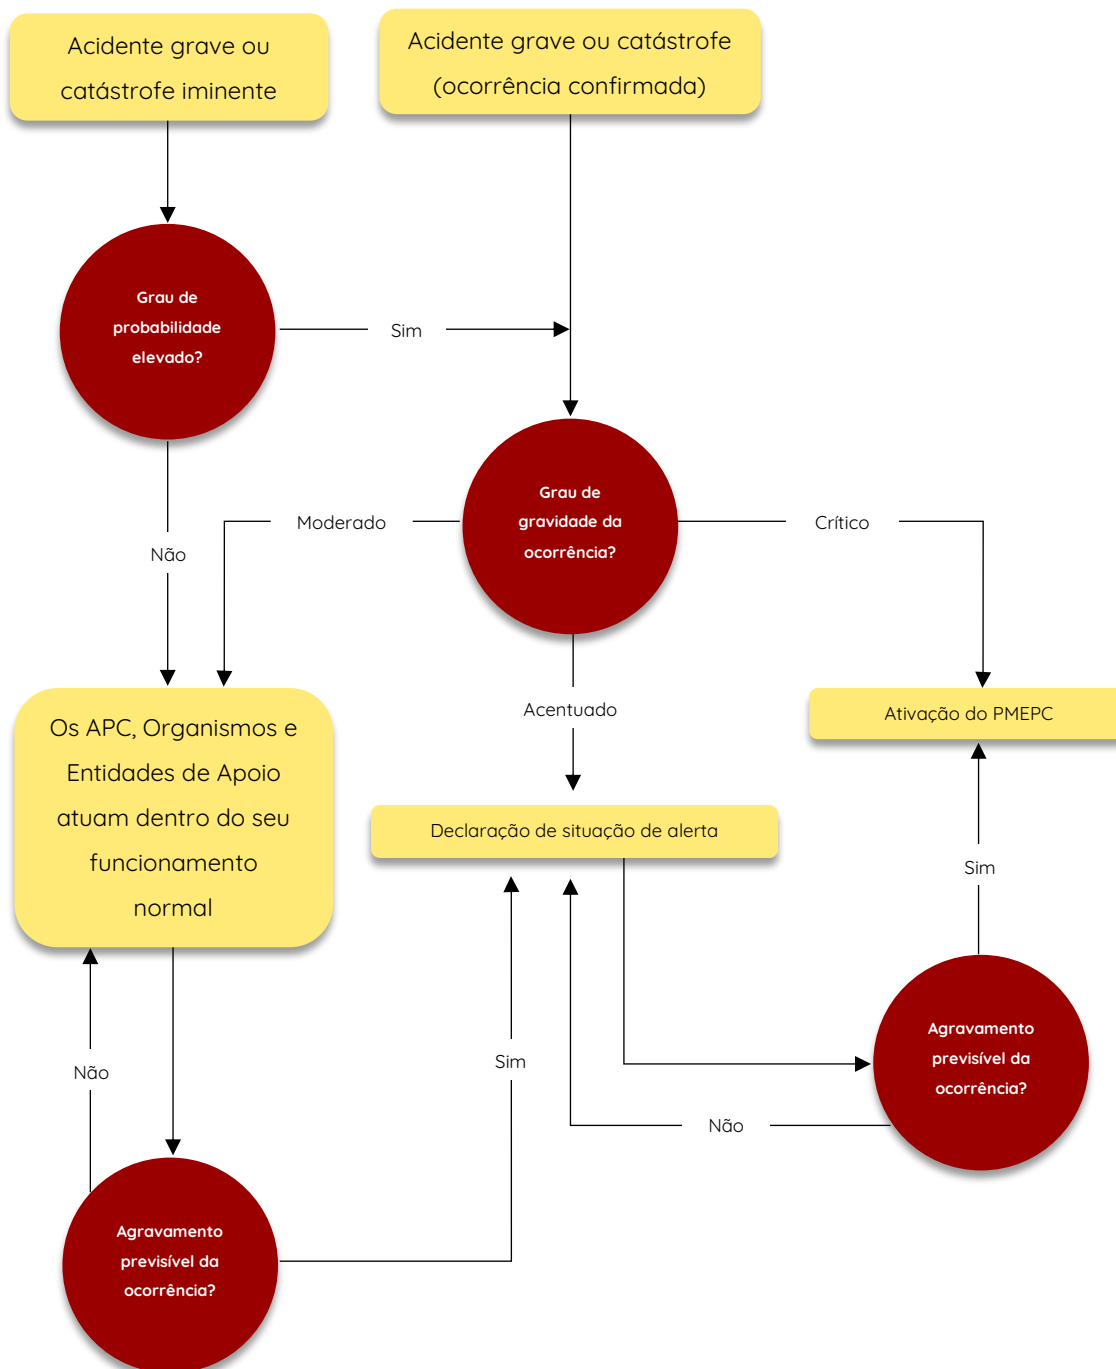 Acidente grave ou
catástrofe iminente
Acidente grave ou catástrofe
(ocorrência confirmada)
Grau de
probabilidade
elevado?
Sim
Grau de
gravidade da
ocorrência?
Moderado
Crítico
Não
Acentuado
Os APC, Organismos e
Entidades de Apoio
atuam dentro do seu
funcionamento
normal
Ativação do PMEPC
Declaração de situação de alerta
Sim
Agravamento
previsível da
ocorrência?
Não
Sim
Não
Agravamento
previsível da
ocorrência?